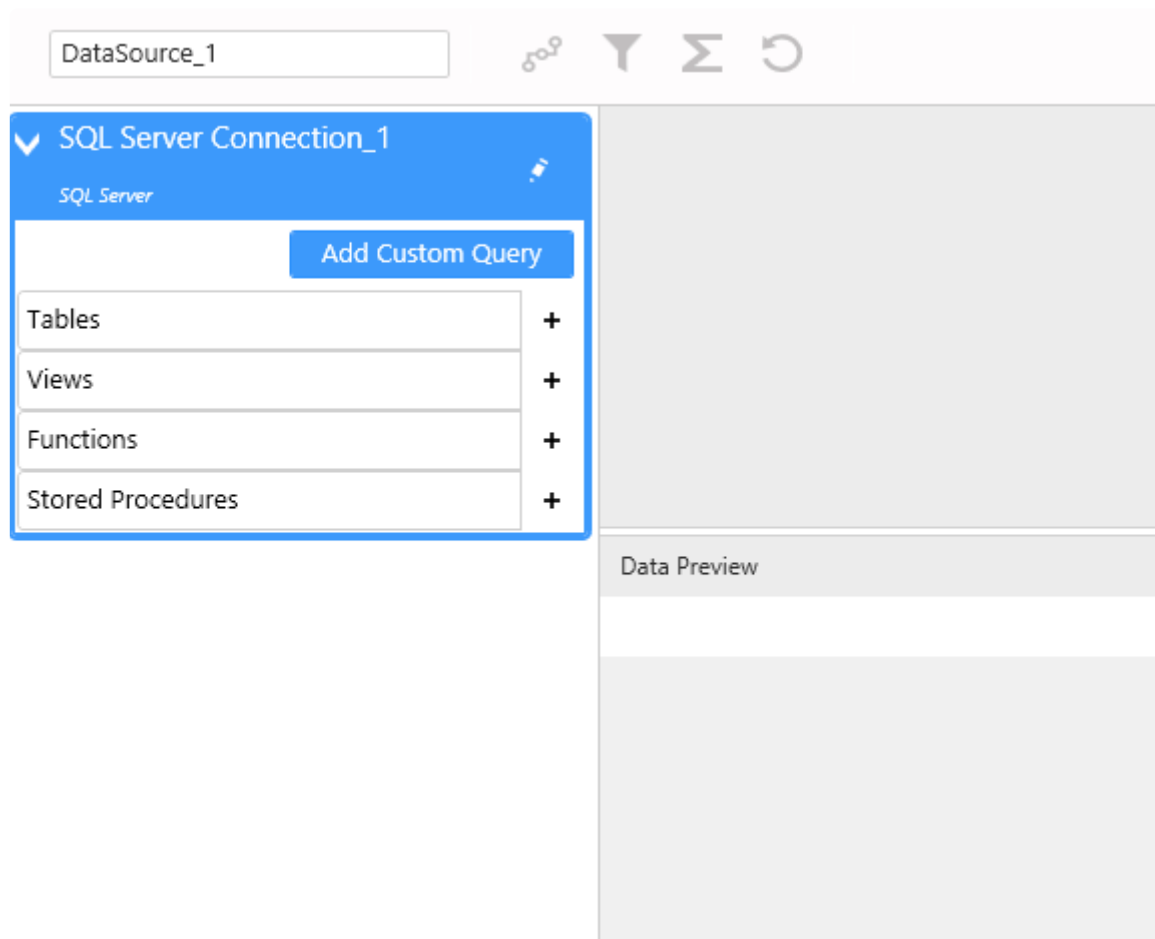 DataSource_1
SQL Server Connection_1
SQL Server
Add Custom Query
Tables
Views
Functions
Stored Procedures
Data Preview